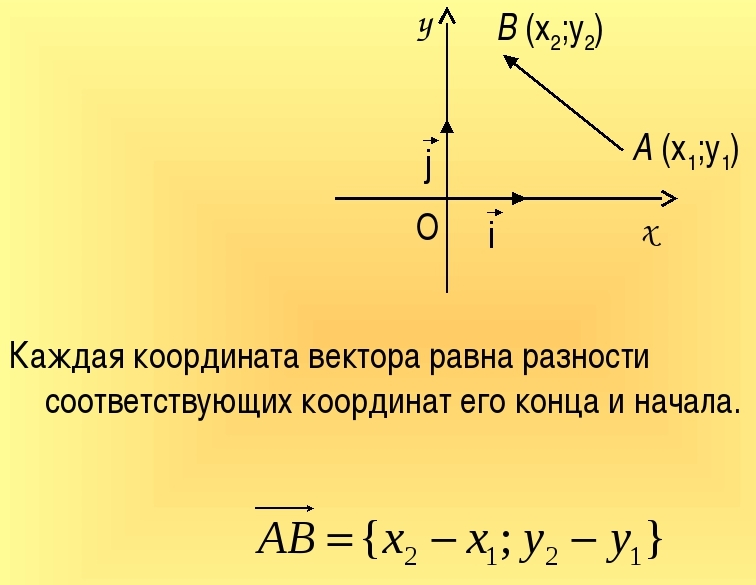 y
B (x₂;y₂)
A (x₁;y₁)
j
O
i
x
Каждая координата вектора равна разности
соответствующих координат его конца и начала.
AB = {x₂ − x₁; y₂ − y₁}